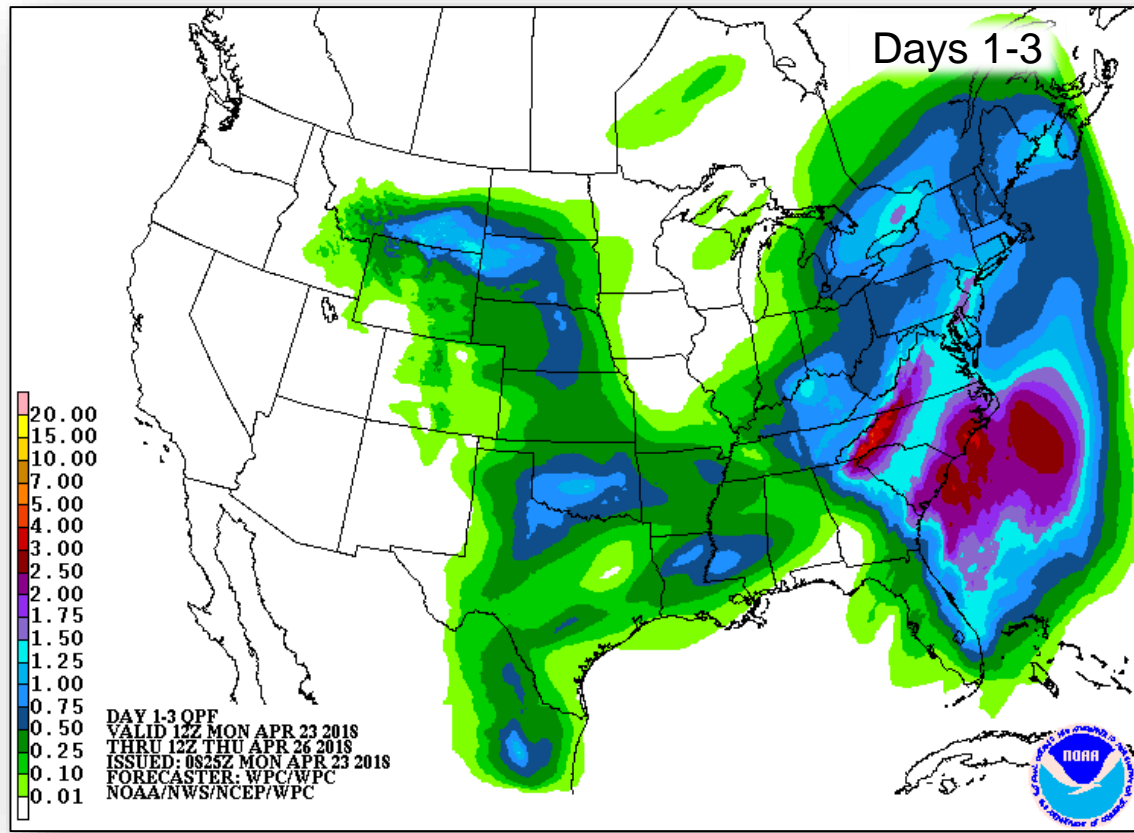 Days 1-3
20.00
15.00
10.00
7.00
5.00
4.00
3.00
2.50
2.00
1.75
1.50
1.25
1.00
0.75
0.50
0.25
0.10
0.01
DAY 1-3 QPF
VALID 12Z MON APR 23 2018
THRU 12Z THU APR 26 2018
ISSUED: 0825Z MON APR 23 2018
FORECASTER: WPC/WPC
NOAA/NWS/NCEP/WPC
NOAA